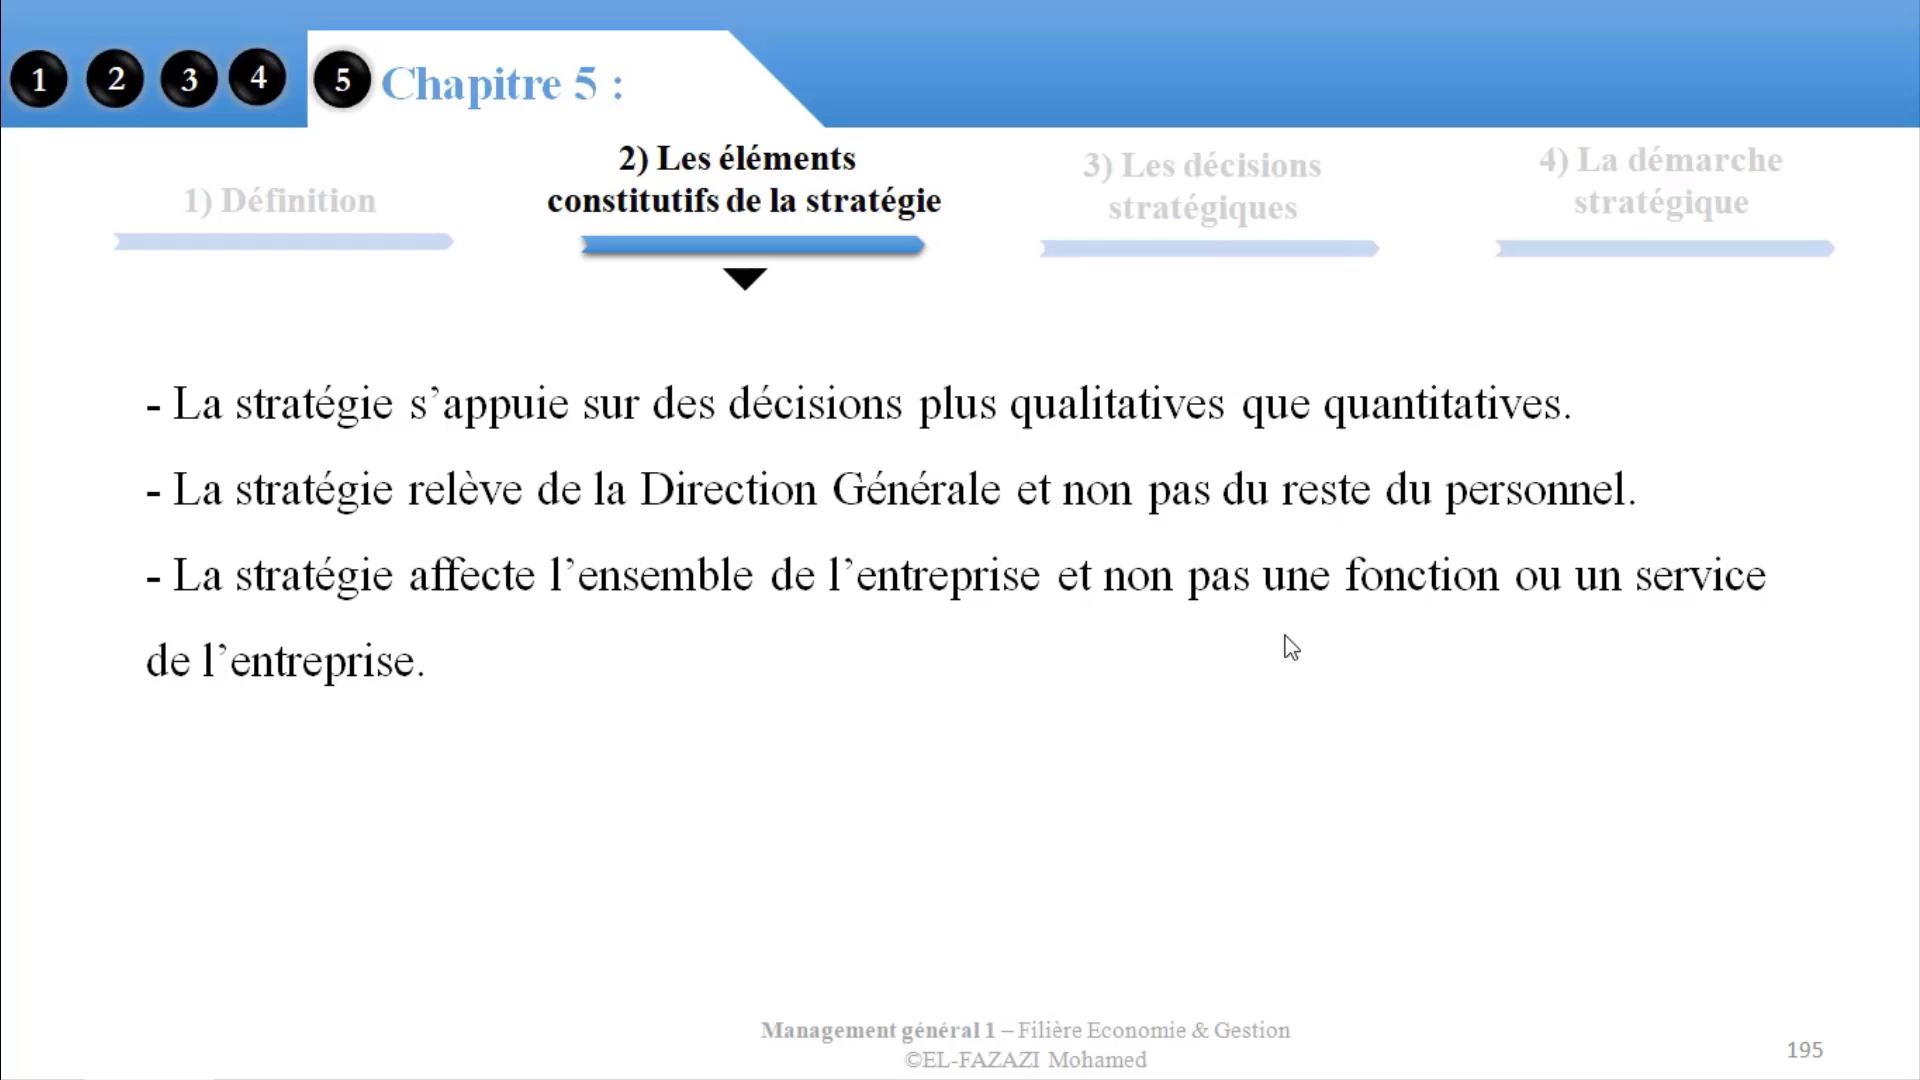 1 2 3 4 5 Chapitre 5 :
1) Définition
2) Les éléments
constitutifs de la stratégie
3) Les décisions
stratégiques
4) La démarche
stratégique
- La stratégie s’appuie sur des décisions plus qualitatives que quantitatives.
- La stratégie relève de la Direction Générale et non pas du reste du personnel.
- La stratégie affecte l’ensemble de l’entreprise et non pas une fonction ou un service
de l’entreprise.
Management général 1 – Filière Economie & Gestion
©EL-FAZAZI Mohamed
195